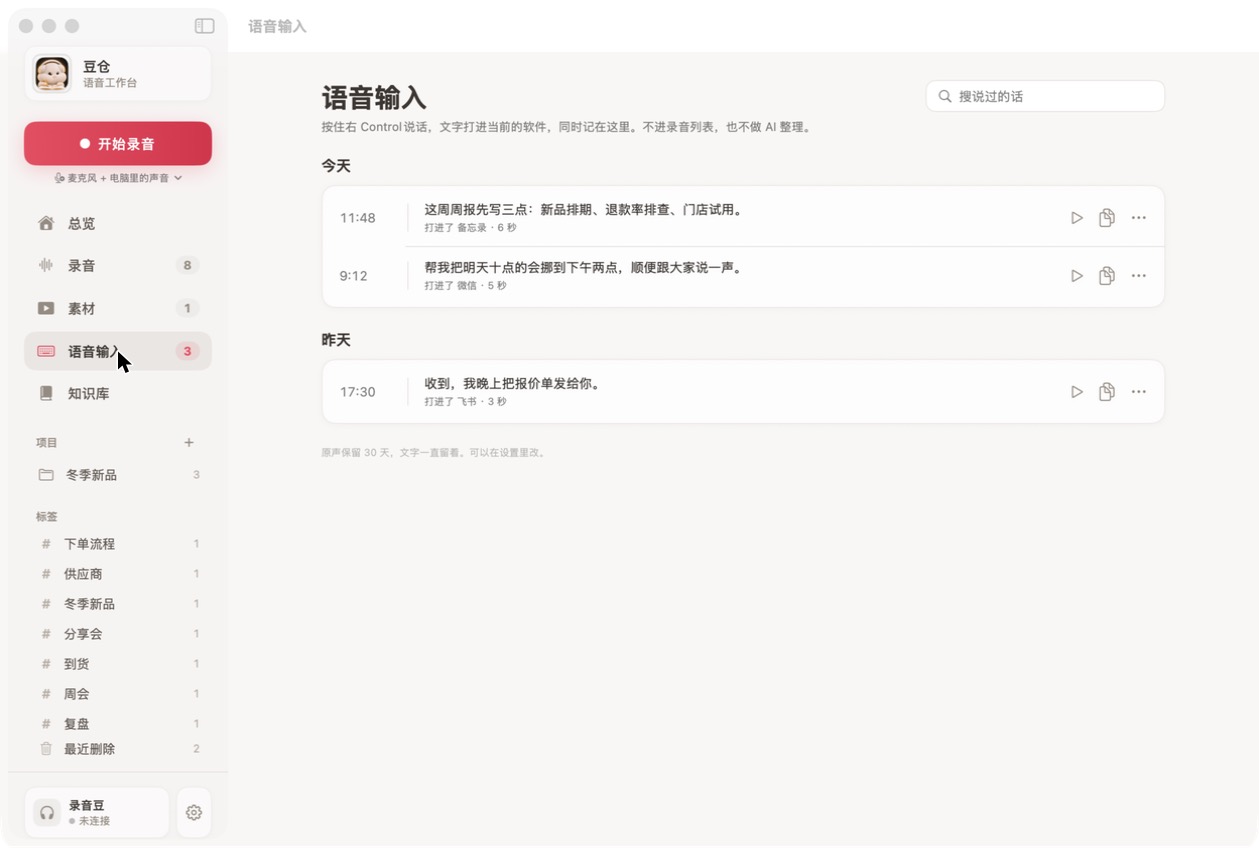 语音输入
豆仓
语音工作台
开始录音
麦克风 + 电脑里的声音
总览
录音 8
素材 1
语音输入 3
知识库
项目 +
冬季新品 3
标签
# 下单流程 1
# 供应商 1
# 冬季新品 1
# 分享会 1
# 到货 1
# 周会 1
# 复盘 1
最近删除 2
录音豆
未连接
语音输入
搜说过的话
按住右 Control 说话，文字打进当前的软件，同时记在这里。不进录音列表，也不做 AI 整理。
今天
11:48
这周周报先写三点：新品排期、退款率排查、门店试用。
打进了 备忘录 · 6 秒
9:12
帮我把明天十点的会挪到下午两点，顺便跟大家说一声。
打进了 微信 · 5 秒
昨天
17:30
收到，我晚上把报价单发给你。
打进了 飞书 · 3 秒
原声保留 30 天，文字一直留着。可以在设置里改。